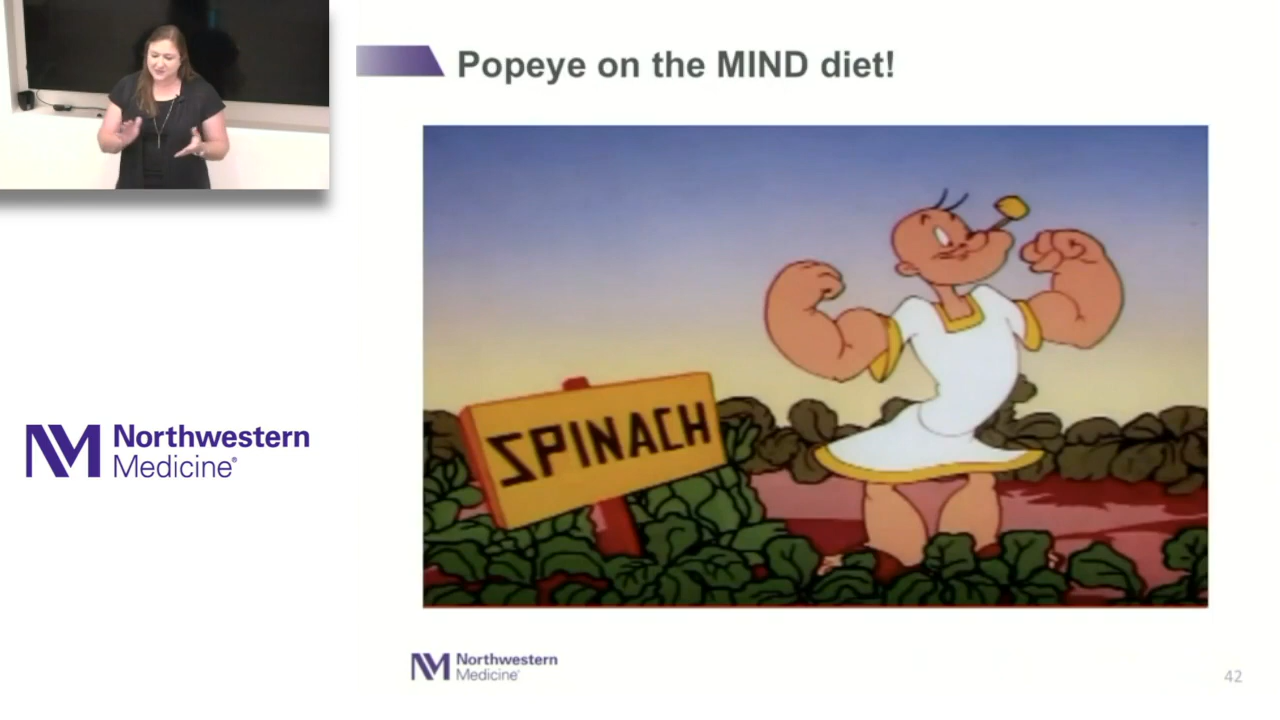 Popeye on the MIND diet!
SPINACH
Northwestern
Medicine®
Northwestern
Medicine®
42